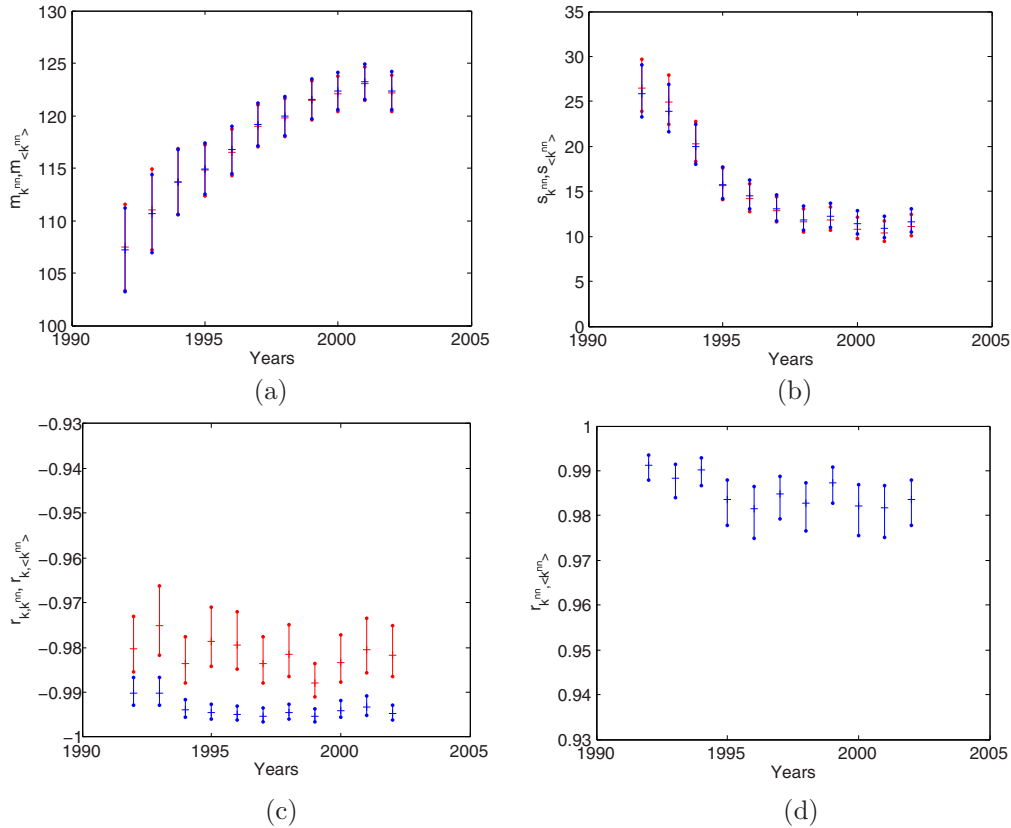 130
125
120
115
110
105
100
m_k^nn, m_<k^nn>
1990 1995 2000 2005
Years
(a)
35
30
25
20
15
10
5
0
s_k^nn, s_<k^nn>
1990 1995 2000 2005
Years
(b)
−0.93
−0.94
−0.95
−0.96
−0.97
−0.98
−0.99
−1
r_k,k^nn, r_k,<k^nn>
1990 1995 2000 2005
Years
(c)
1
0.99
0.98
0.97
0.96
0.95
0.94
0.93
r_k^nn,<k^nn>
1990 1995 2000 2005
Years
(d)